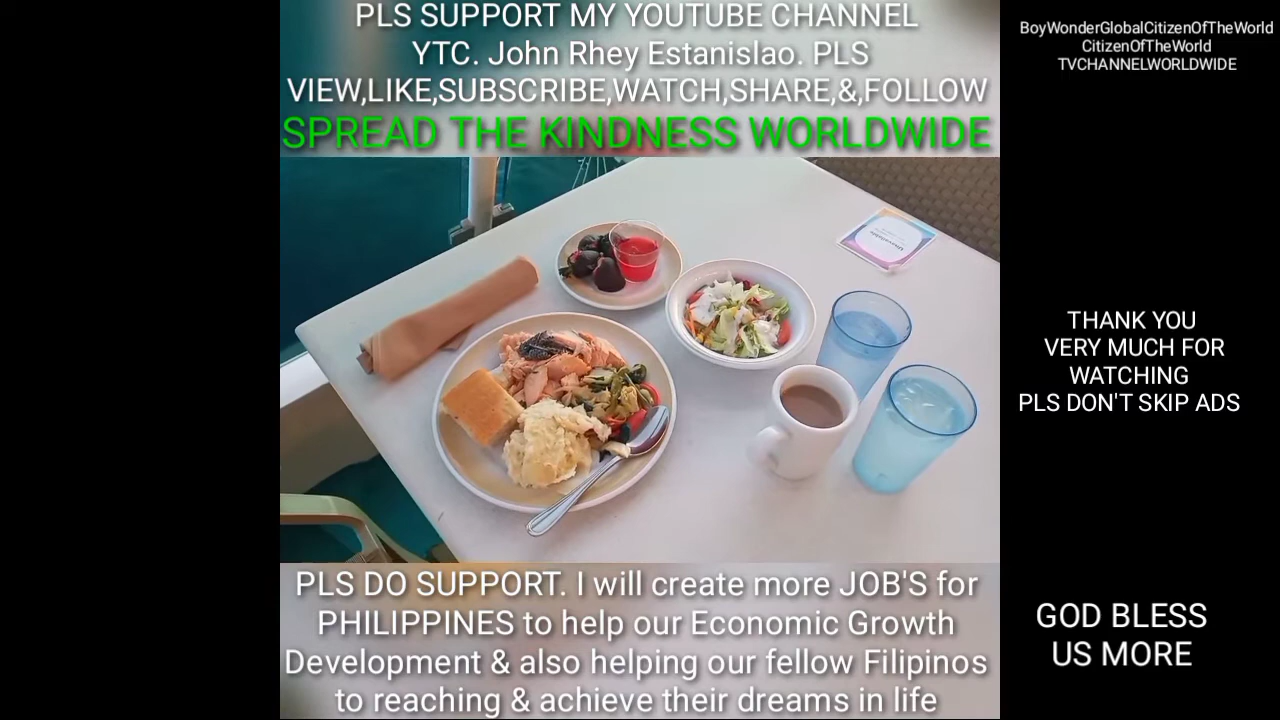 PLS SUPPORT MY YOUTUBE CHANNEL
YTC. John Rhey Estanislao. PLS
VIEW,LIKE,SUBSCRIBE,WATCH,SHARE,&,FOLLOW
SPREAD THE KINDNESS WORLDWIDE
BoyWonderGlobalCitizenOfTheWorld
CitizenOfTheWorld
TVCHANNELWORLDWIDE
THANK YOU
VERY MUCH FOR
WATCHING
PLS DON'T SKIP ADS
PLS DO SUPPORT. I will create more JOB'S for
PHILIPPINES to help our Economic Growth
Development & also helping our fellow Filipinos
to reaching & achieve their dreams in life
GOD BLESS
US MORE